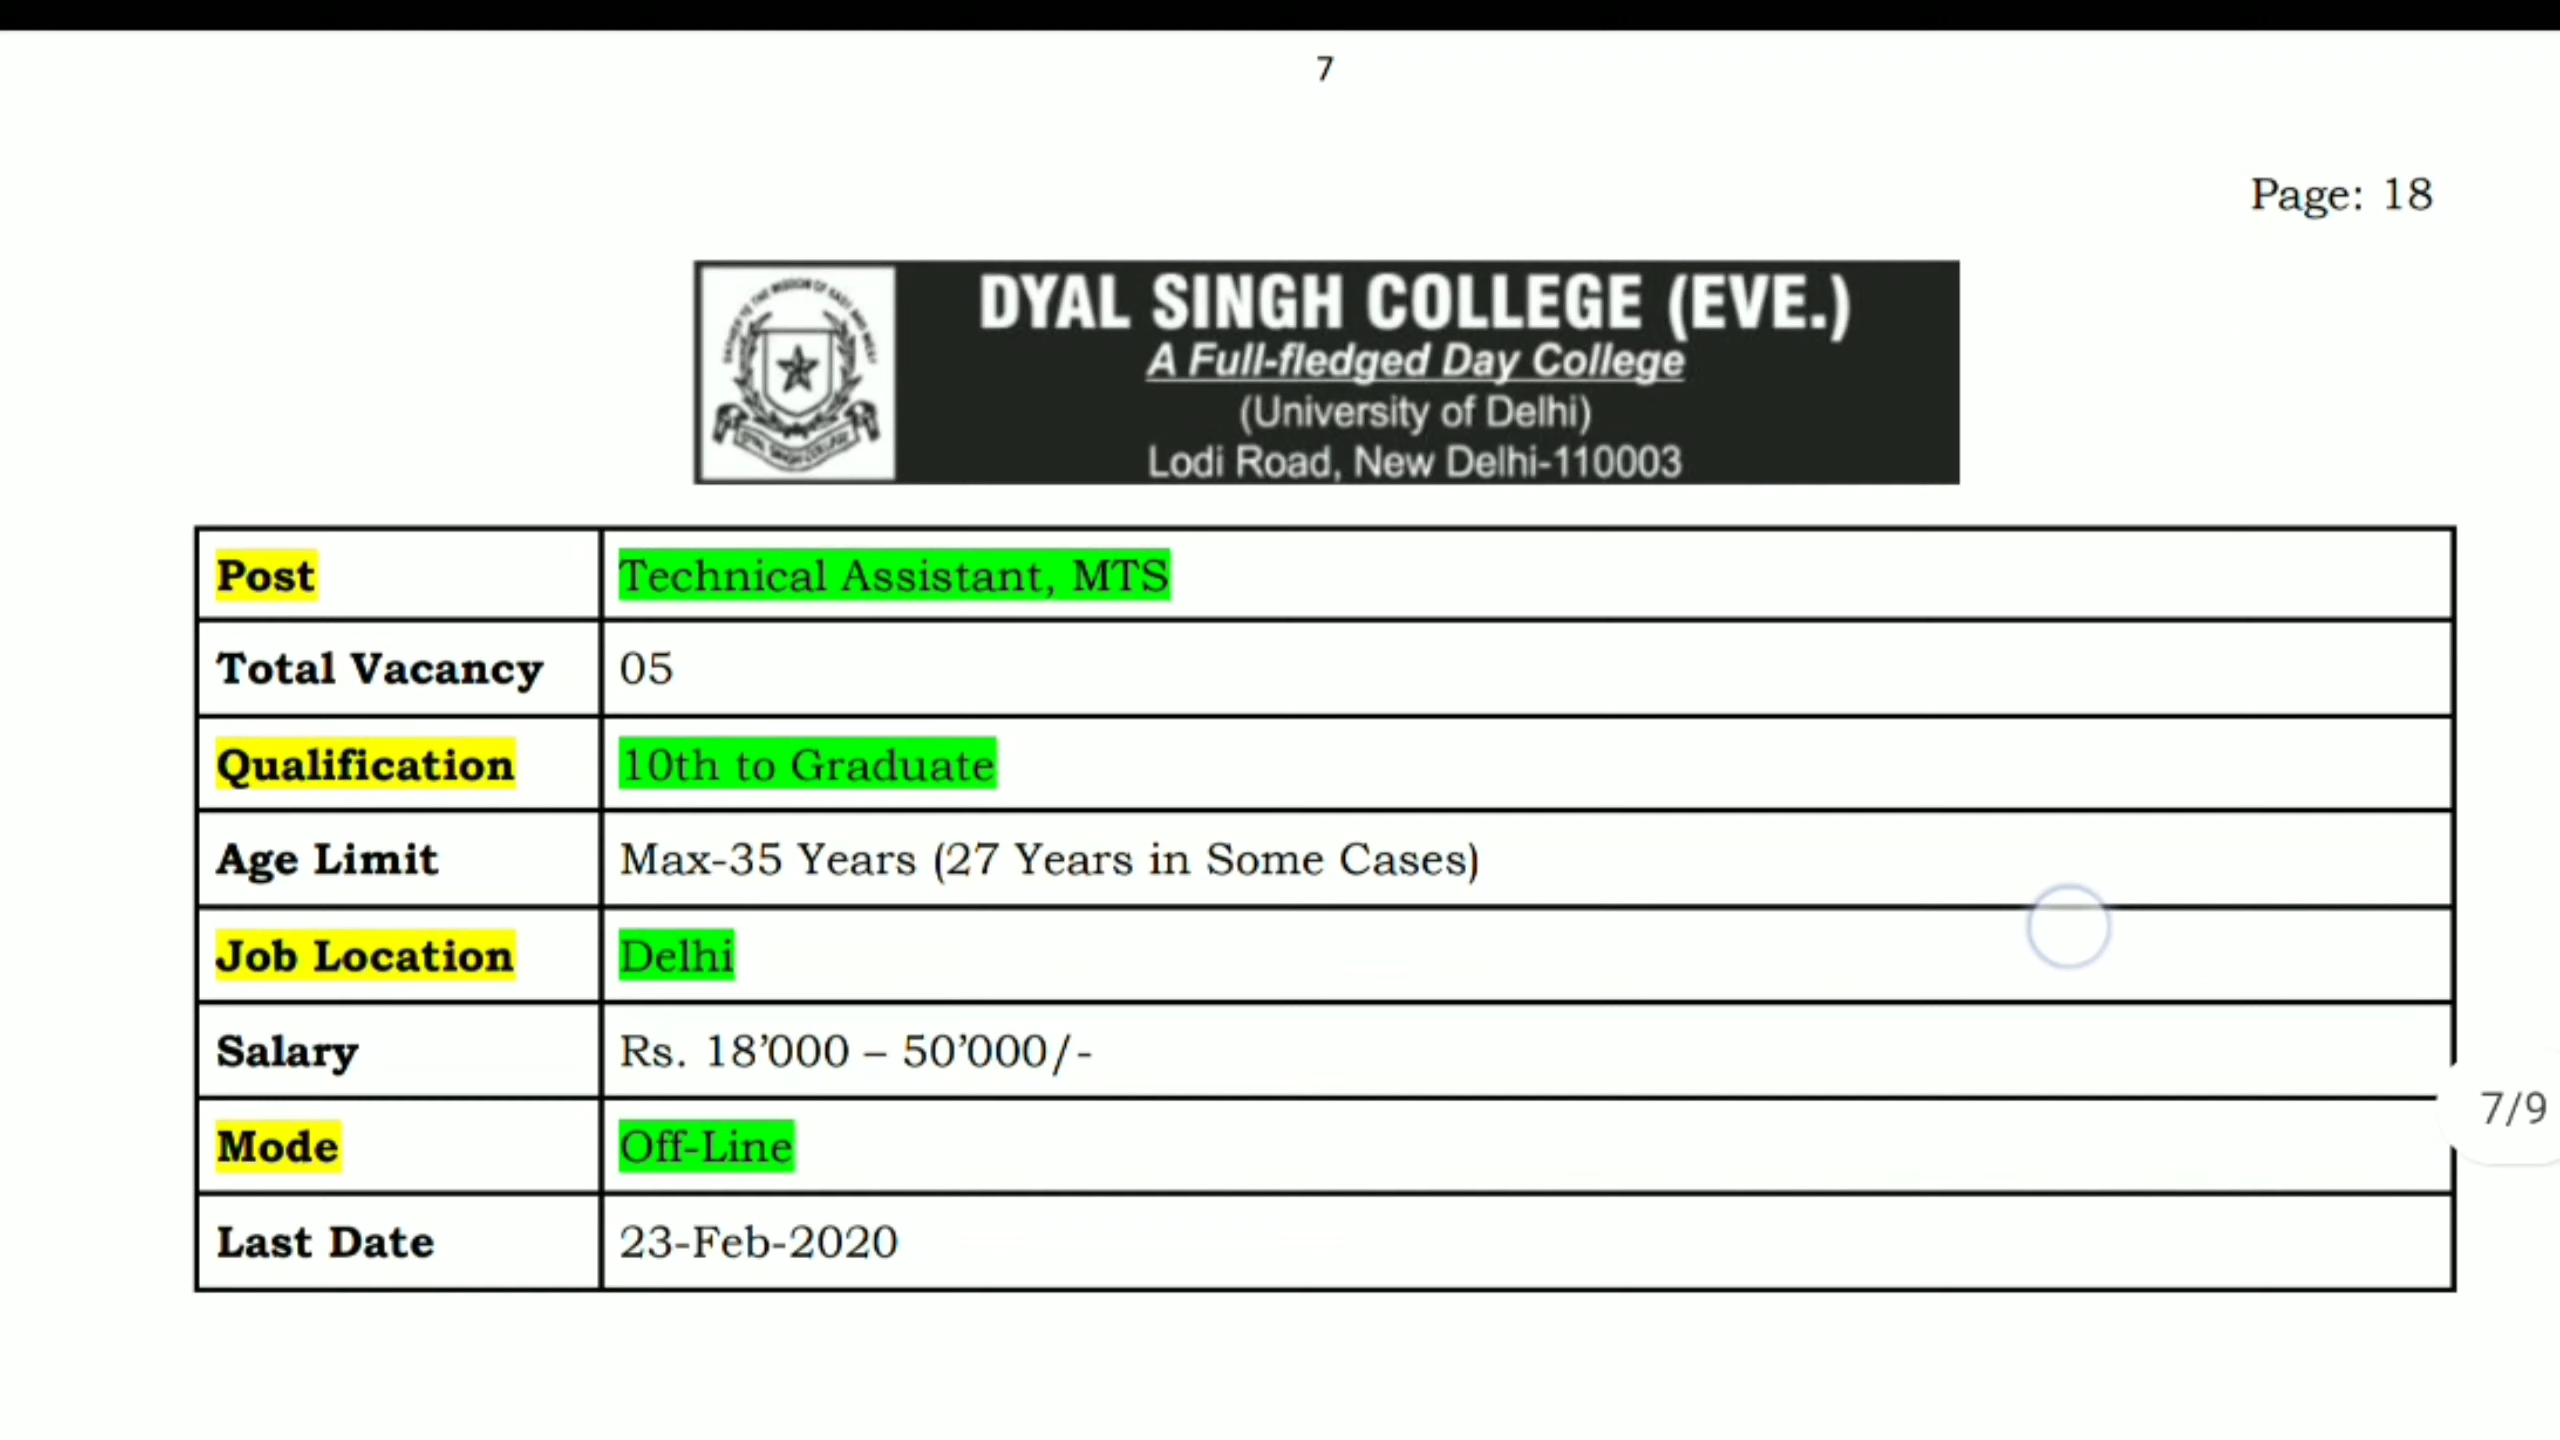 7
Page: 18
DYAL SINGH COLLEGE (EVE.)
A Full-fledged Day College
(University of Delhi)
Lodi Road, New Delhi-110003
Post Technical Assistant, MTS
Total Vacancy 05
Qualification 10th to Graduate
Age Limit Max-35 Years (27 Years in Some Cases)
Job Location Delhi
Salary Rs. 18’000 – 50’000/-
7/9
Mode Off-Line
Last Date 23-Feb-2020